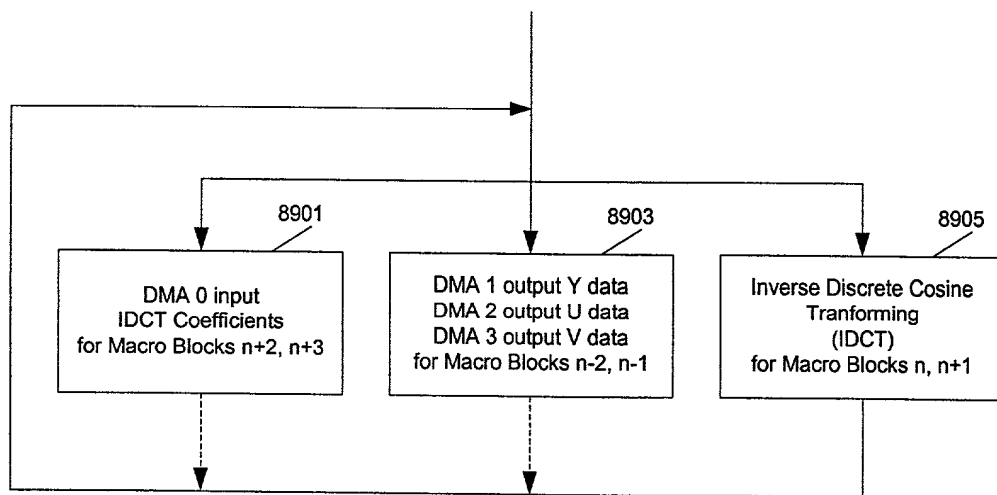 8901
8903
8905
DMA 0 input
IDCT Coefficients
for Macro Blocks n+2, n+3
DMA 1 output Y data
DMA 2 output U data
DMA 3 output V data
for Macro Blocks n-2, n-1
Inverse Discrete Cosine
Tranforming
(IDCT)
for Macro Blocks n, n+1